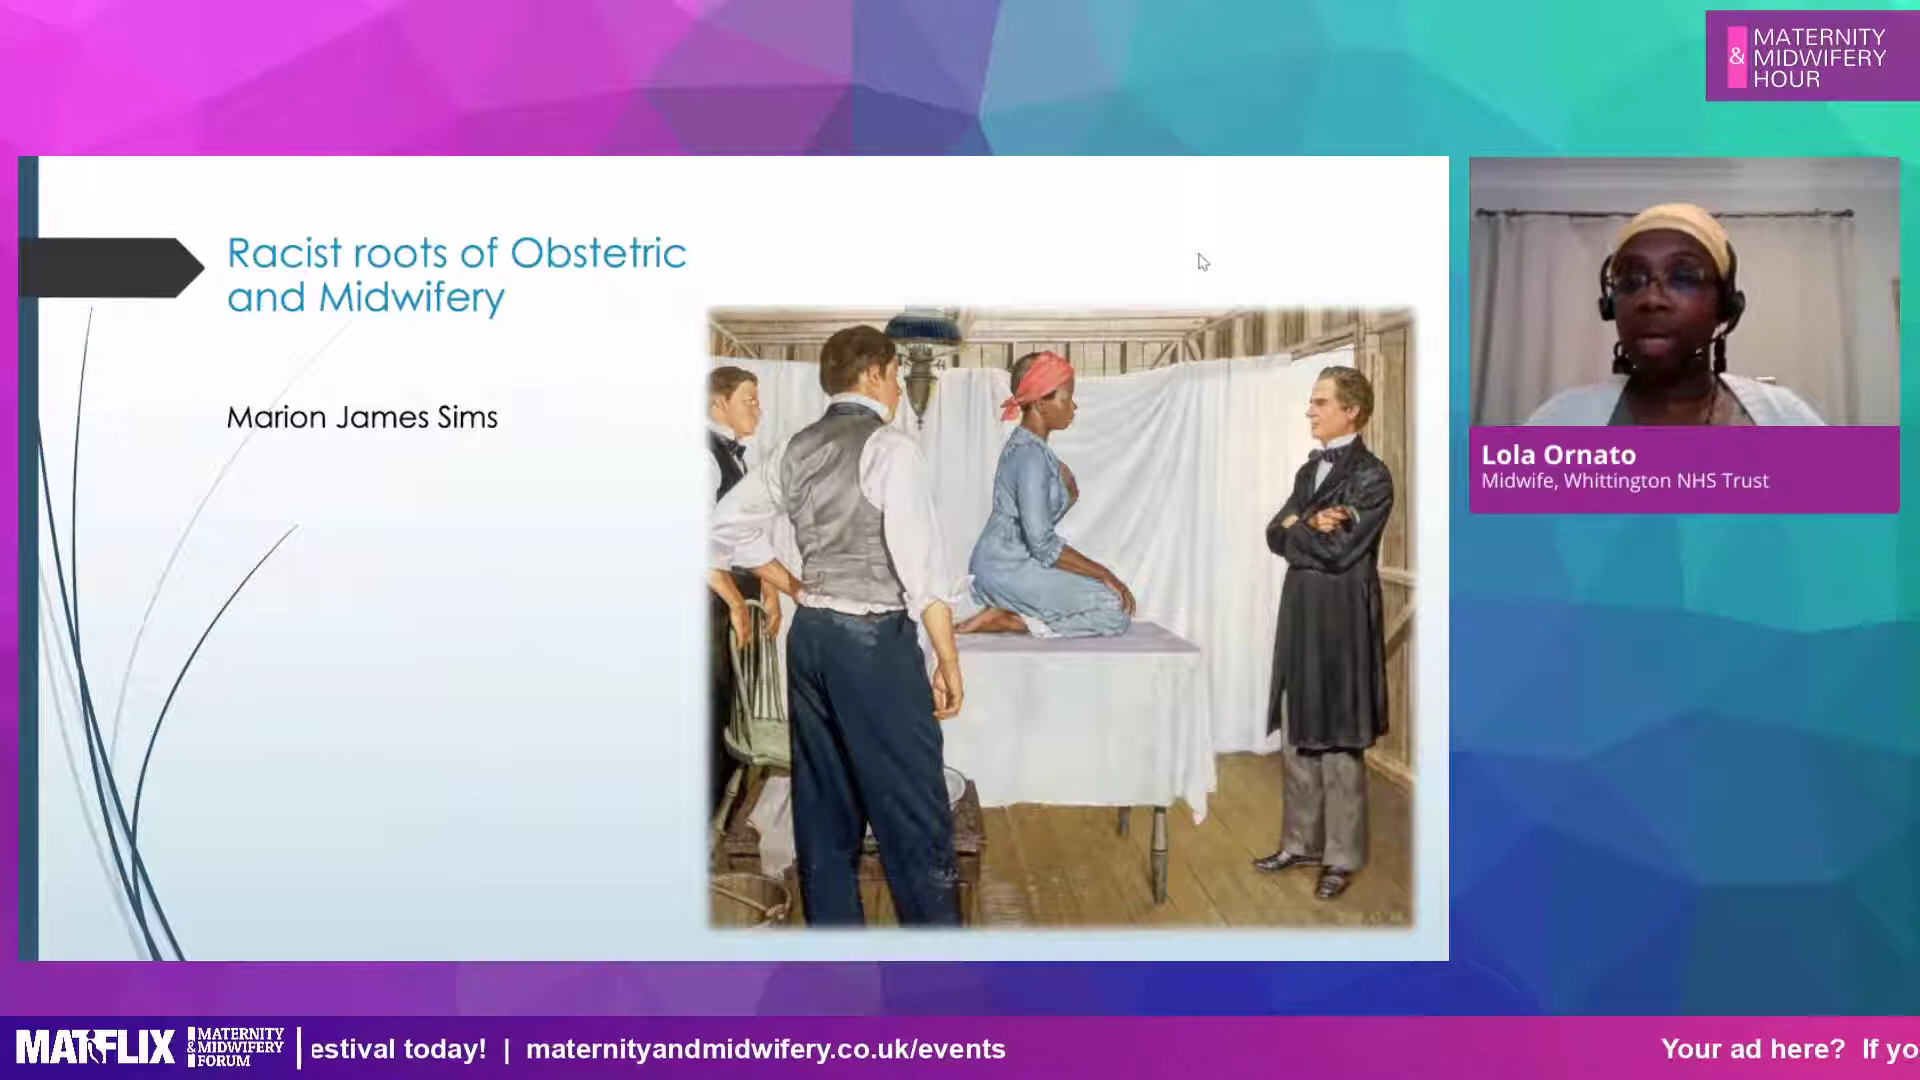 MATERNITY
& MIDWIFERY
HOUR
Racist roots of Obstetric
and Midwifery
Marion James Sims
Lola Ornato
Midwife, Whittington NHS Trust
MATFLIX
MATERNITY
& MIDWIFERY
FORUM
estival today! | maternityandmidwifery.co.uk/events
Your ad here? If yo